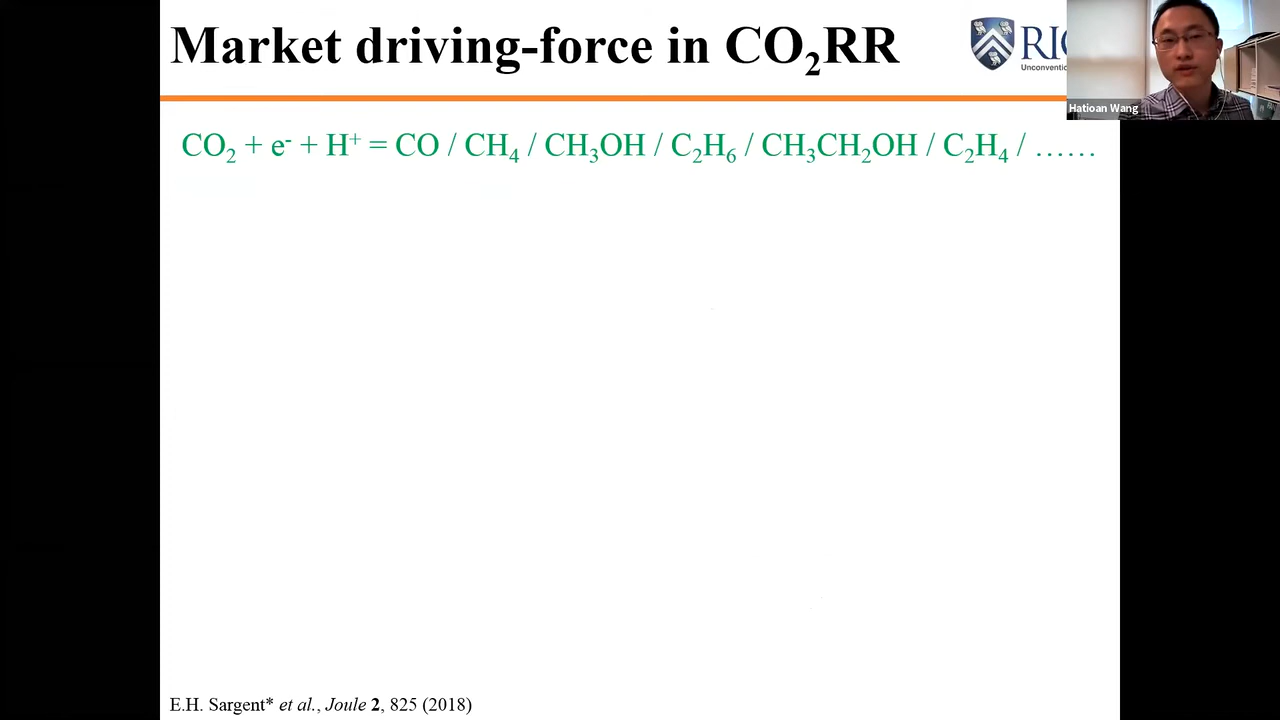 Market driving-force in CO₂RR
Unconventio
Hatioan Wang
CO₂ + e⁻ + H⁺ = CO / CH₄ / CH₃OH / C₂H₆ / CH₃CH₂OH / C₂H₄ / ……
E.H. Sargent* et al., Joule 2, 825 (2018)